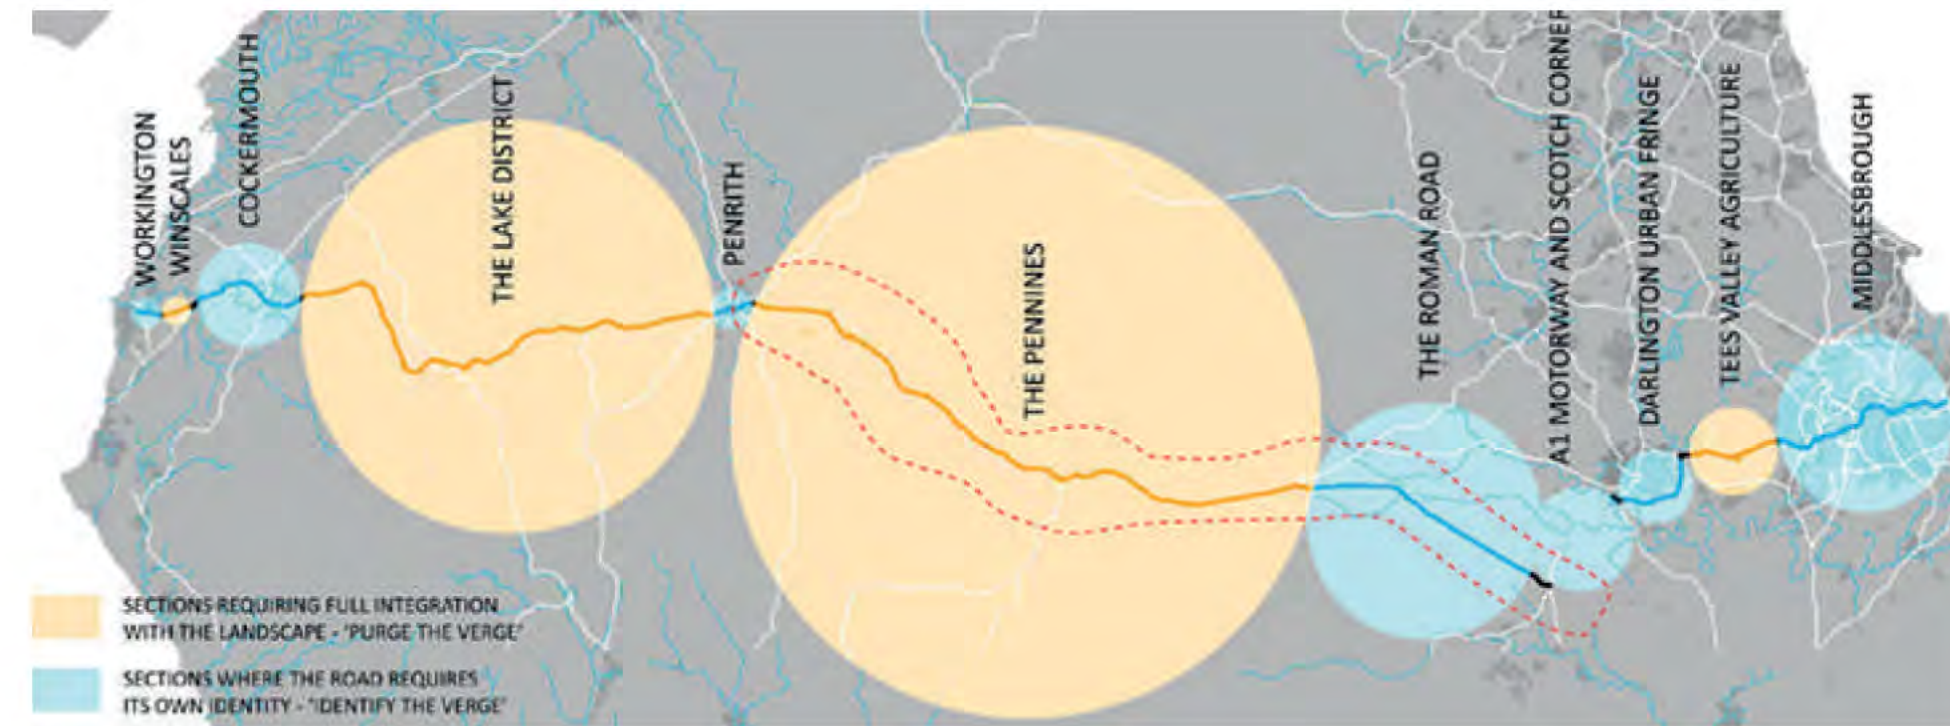 WORKINGTON
WINSCALES
COCKERMOUTH
THE LAKE DISTRICT
PENRITH
THE PENNINES
THE ROMAN ROAD
A1 MOTORWAY AND SCOTCH CORNER
DARLINGTON URBAN FRINGE
TEES VALLEY AGRICULTURE
MIDDLESBROUGH
SECTIONS REQUIRING FULL INTEGRATION
WITH THE LANDSCAPE - "PURGE THE VERGE"
SECTIONS WHERE THE ROAD REQUIRES
ITS OWN IDENTITY - "IDENTIFY THE VERGE"